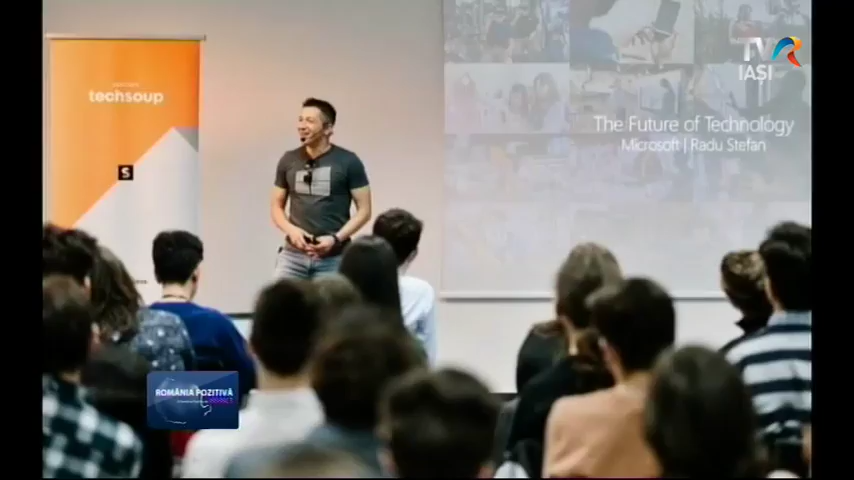 TVR
IAȘI
techsoup
S
The Future of Technology
Microsoft | Radu Stefan
ROMÂNIA POZITIVĂ